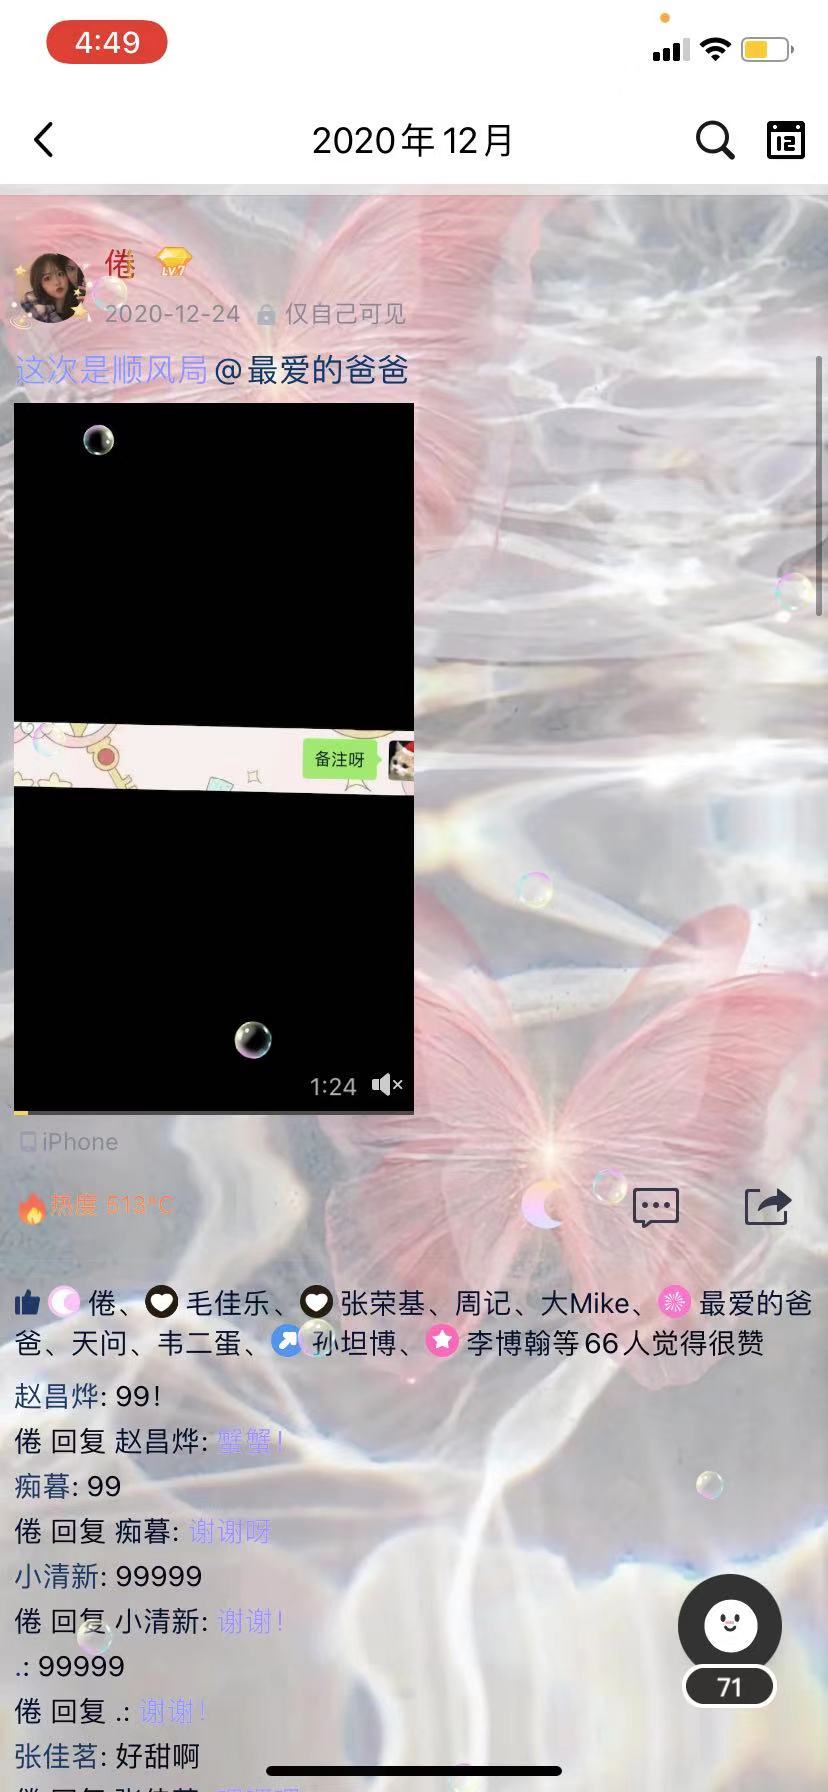 4:49
2020年12月
12
倦 LV.7
2020-12-24 仅自己可见
这次是顺风局@最爱的爸爸
备注呀
1:24
iPhone
热度 513°C
倦、毛佳乐、张荣基、周记、大Mike、最爱的爸
爸、天问、韦二蛋、孙坦博、李博翰等66人觉得很赞
赵昌烨: 99!
倦 回复 赵昌烨: 蟹蟹!
痴暮: 99
倦 回复 痴暮: 谢谢呀
小清新: 99999
倦 回复 小清新: 谢谢!
.: 99999
倦 回复 .: 谢谢!
71
张佳茗: 好甜啊